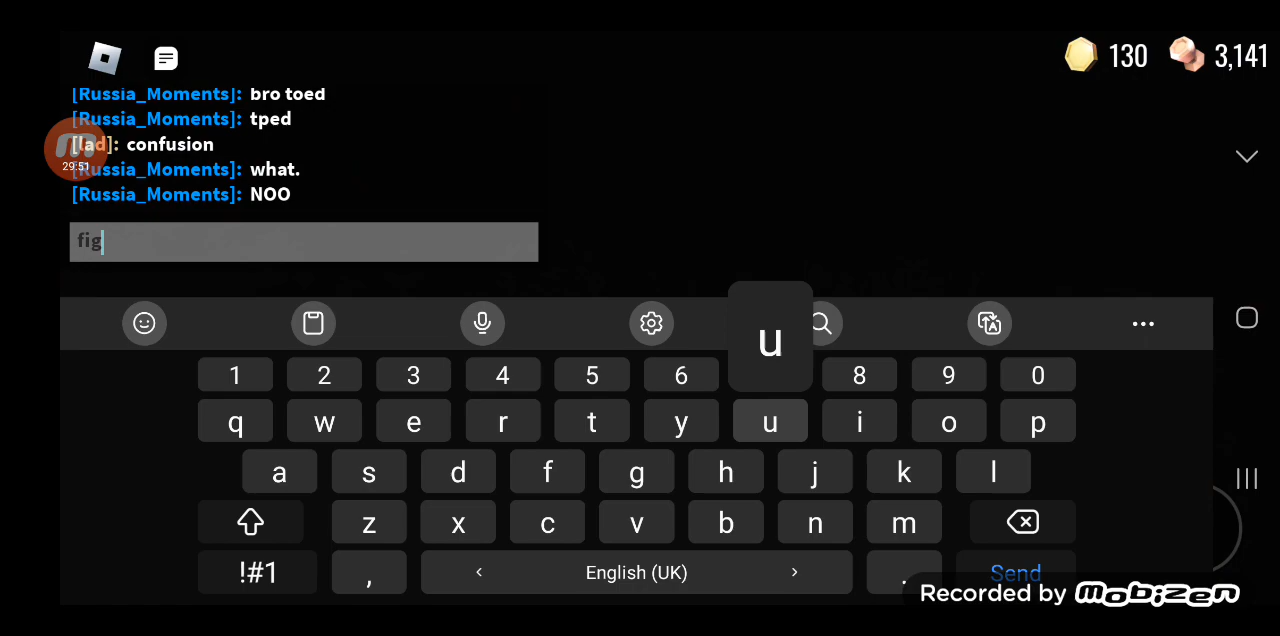 130 3,141
[Russia_Moments]: bro toed
[Russia_Moments]: tped
[lad]: confusion
29:51
[Russia_Moments]: what.
[Russia_Moments]: NOO
fig
u
1 2 3 4 5 6 8 9 0
q w e r t y u i o p
a s d f g h j k l
z x c v b n m
!#1 , < English (UK) > . Send
Recorded by mobizen